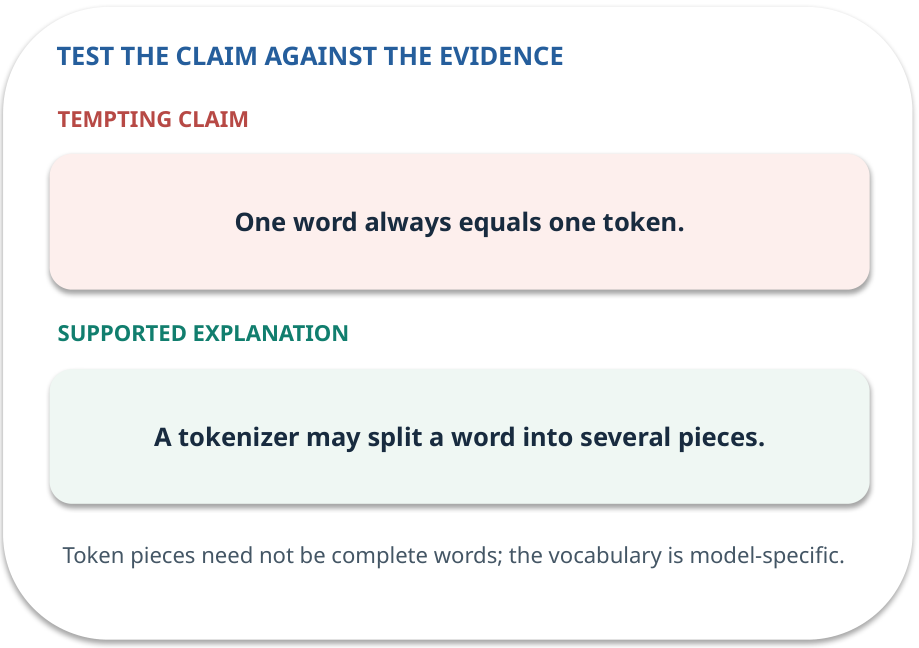 TEST THE CLAIM AGAINST THE EVIDENCE
TEMPTING CLAIM
One word always equals one token.
SUPPORTED EXPLANATION
A tokenizer may split a word into several pieces.
Token pieces need not be complete words; the vocabulary is model-specific.